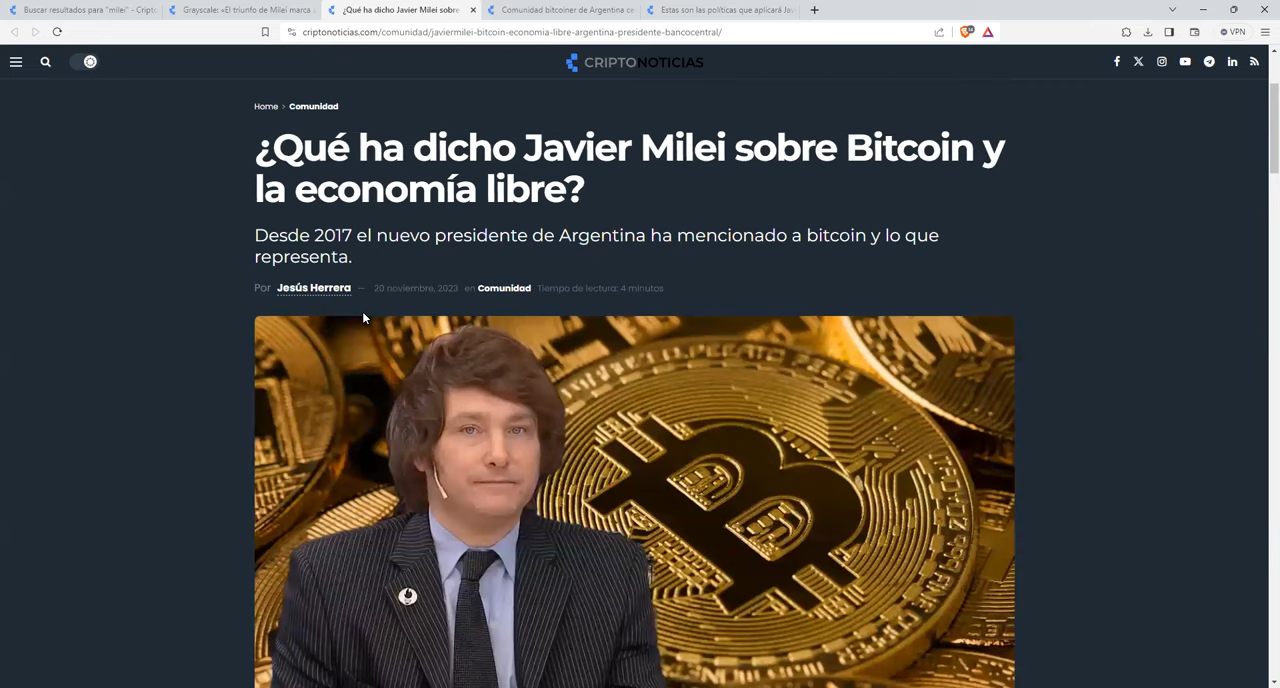 Buscar resultados para "milei" - Cripto
Grayscale: «El triunfo de Milei marca
¿Qué ha dicho Javier Milei sobre
Comunidad bitcoiner de Argentina ce
Estas son las políticas que aplicará Jav
criptonoticias.com/comunidad/javiermilei-bitcoin-economia-libre-argentina-presidente-bancocentral/
VPN
CRIPTONOTICIAS
Home > Comunidad
¿Qué ha dicho Javier Milei sobre Bitcoin y
la economía libre?
Desde 2017 el nuevo presidente de Argentina ha mencionado a bitcoin y lo que
representa.
Por Jesús Herrera — 20 noviembre, 2023 en Comunidad Tiempo de lectura: 4 minutos